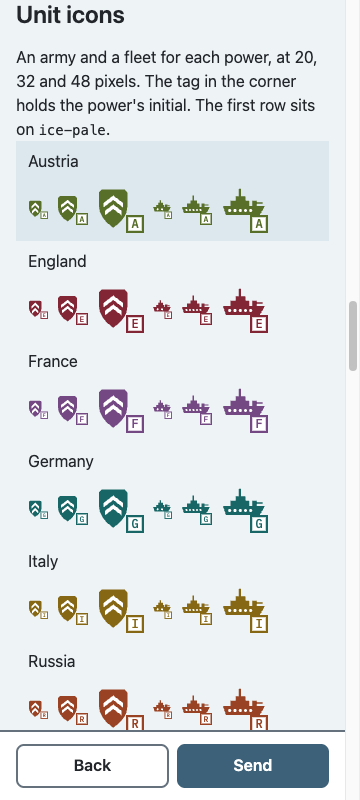 Unit icons
An army and a fleet for each power, at 20,
32 and 48 pixels. The tag in the corner
holds the power's initial. The first row sits
on ice-pale.
Austria
A A A A A A
England
E E E E E E
France
F F F F F F
Germany
G G G G G G
Italy
I I I I I I
Russia
R R R R R R
Back Send